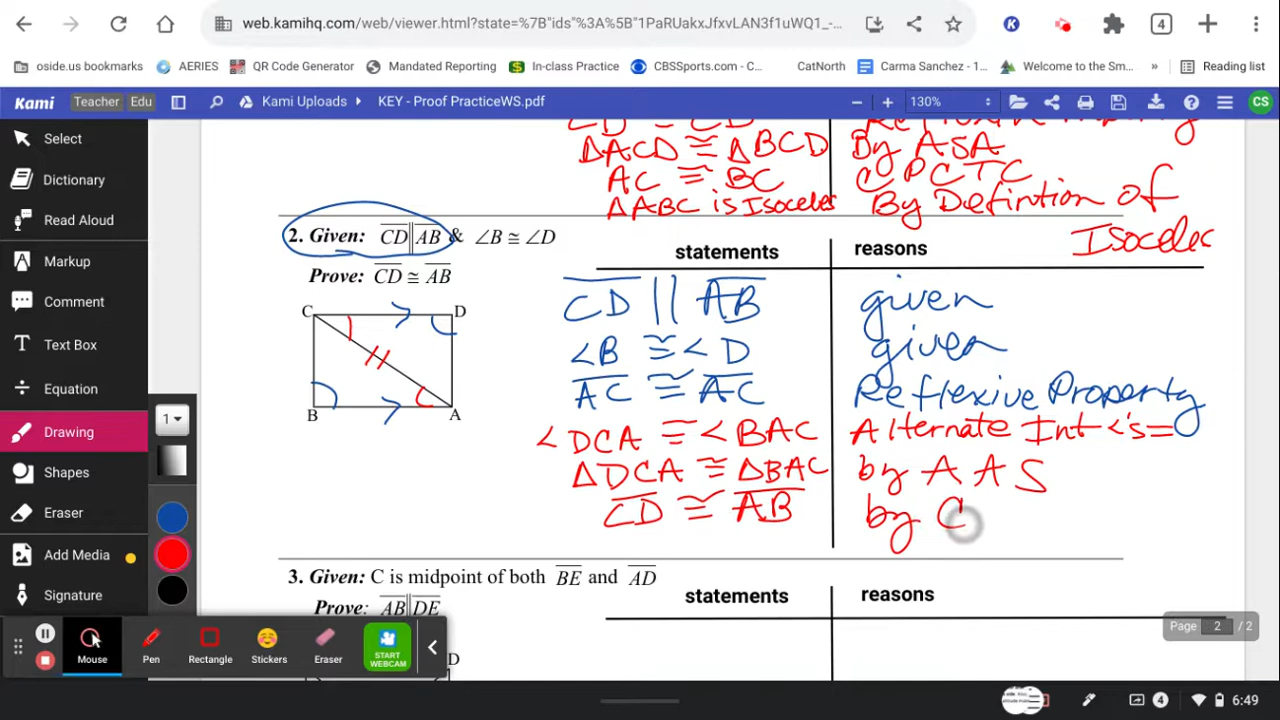 web.kamihq.com/web/viewer.html?state=%7B"ids"%3A%5B"1PaRUakxJfxvLAN3f1uWQ1_-...
4
oside.us bookmarks AERIES QR Code Generator Mandated Reporting In-class Practice CBSSports.com - C... CatNorth Carma Sanchez - 1... Welcome to the Sm... » Reading list
Kami Teacher Edu Kami Uploads KEY - Proof PracticeWS.pdf 130% CS
Select
Dictionary
Read Aloud
Markup
Comment
Text Box
Equation
Drawing
1
Shapes
Eraser
Add Media
Signature
ΔACD ≅ ΔBCD By ASA
AC ≅ BC CPCTC
ΔABC is Isoceles By Defintion of Isoceles
2. Given: CD || AB & ∠B ≅ ∠D
Prove: CD ≅ AB
statements reasons
C D
B A
CD || AB given
∠B ≅ ∠D given
AC ≅ AC Reflexive Property
∠DCA ≅ ∠BAC Alternate Int ∠'s =
ΔDCA ≅ ΔBAC by AAS
CD ≅ AB by C
3. Given: C is midpoint of both BE and AD
Prove: AB || DE
statements reasons
D
Page 2 / 2
Mouse Pen Rectangle Stickers Eraser START WEBCAM
4 6:49